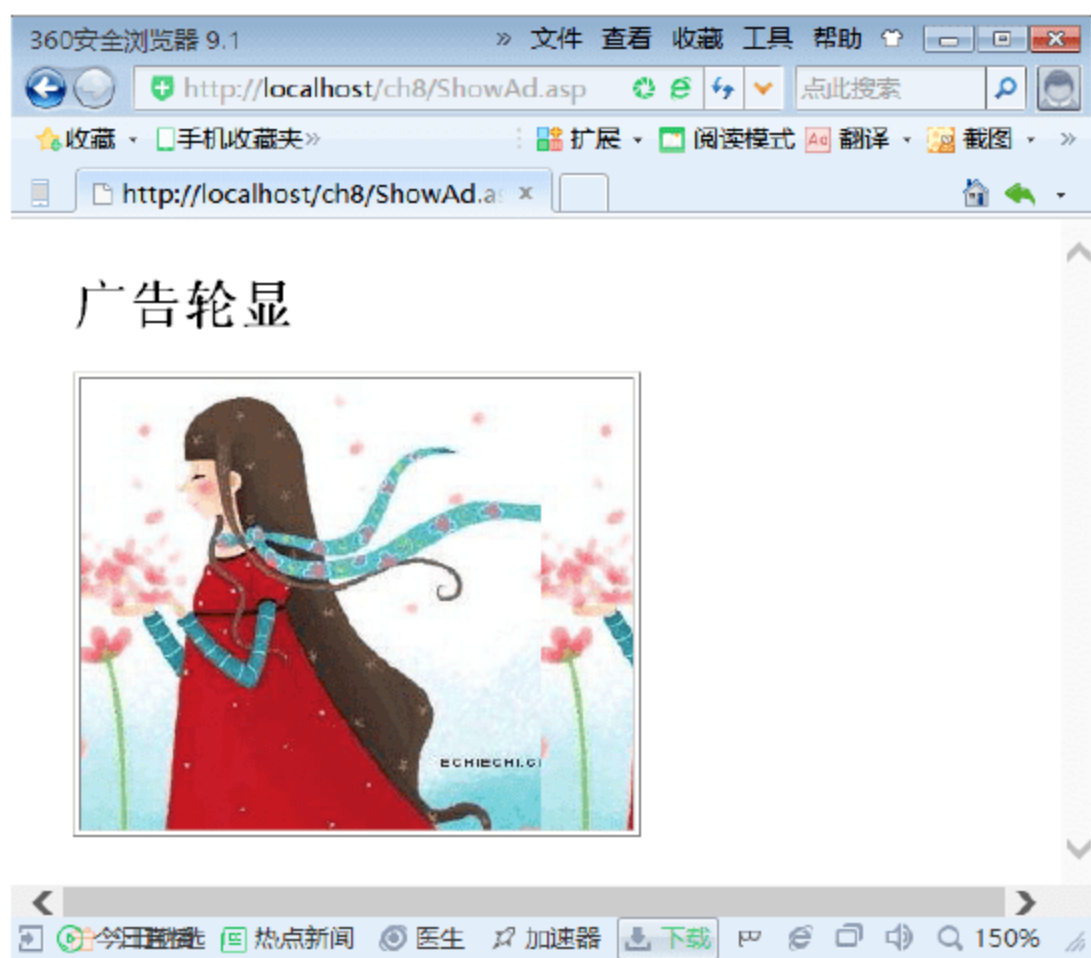 360安全浏览器 9.1 » 文件 查看 收藏 工具 帮助
http://localhost/ch8/ShowAd.asp 点此搜索
收藏 手机收藏夹» 扩展 阅读模式 Ad 翻译 截图 »
http://localhost/ch8/ShowAd.a
广告轮显
ECHIECHI.C
热点新闻 医生 加速器 下载 150%